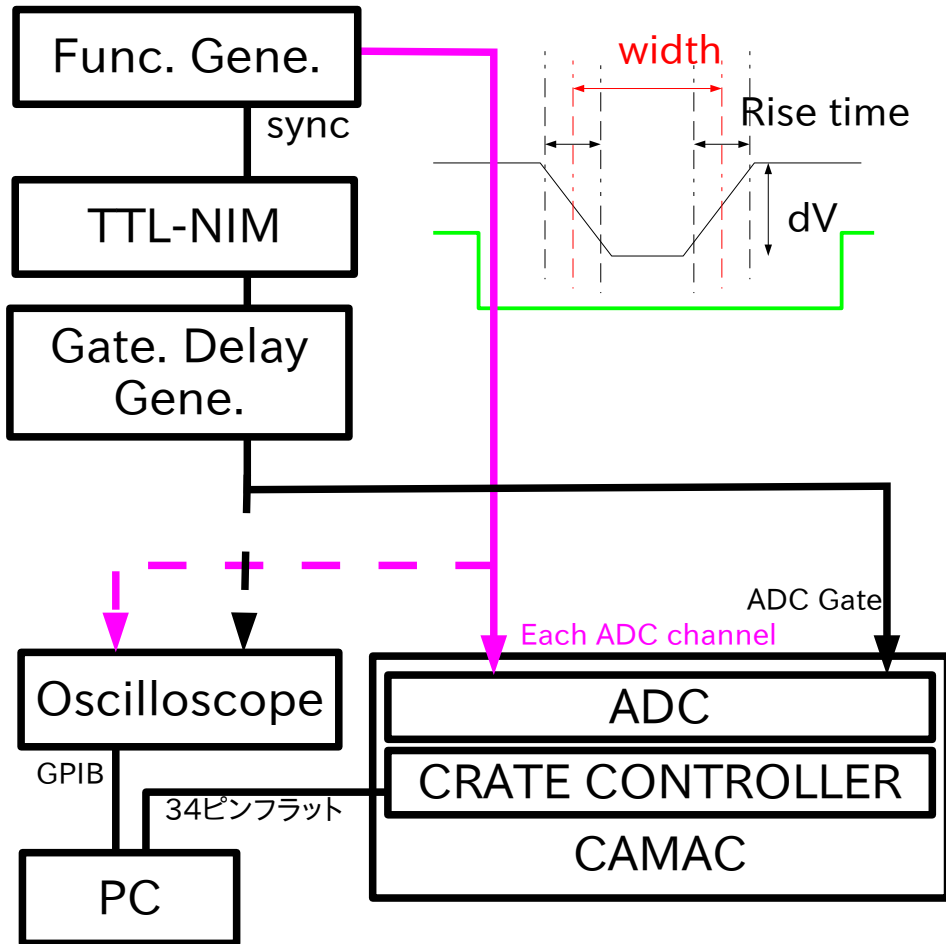 Func. Gene.
sync
width
Rise time
dV
TTL-NIM
Gate. Delay
Gene.
ADC Gate
Each ADC channel
Oscilloscope
ADC
GPIB
CRATE CONTROLLER
34ピンフラット
CAMAC
PC